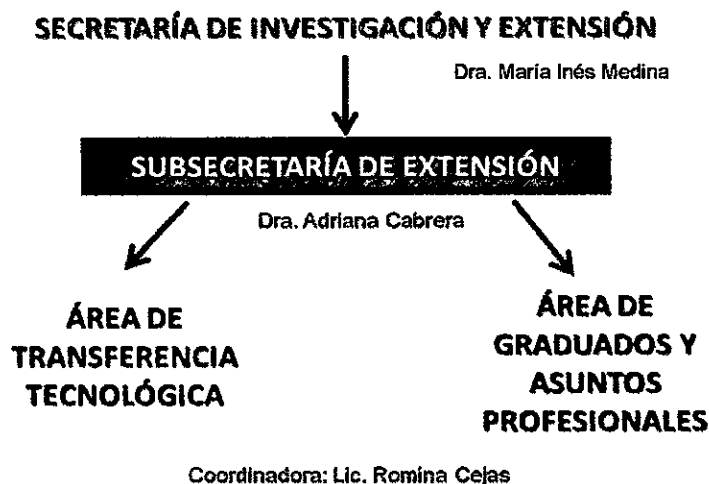 SECRETARÍA DE INVESTIGACIÓN Y EXTENSIÓN
Dra. María Inés Medina
SUBSECRETARÍA DE EXTENSIÓN
Dra. Adriana Cabrera
ÁREA DE
TRANSFERENCIA
TECNOLÓGICA
ÁREA DE
GRADUADOS Y
ASUNTOS
PROFESIONALES
Coordinadora: Lic. Romina Cejas